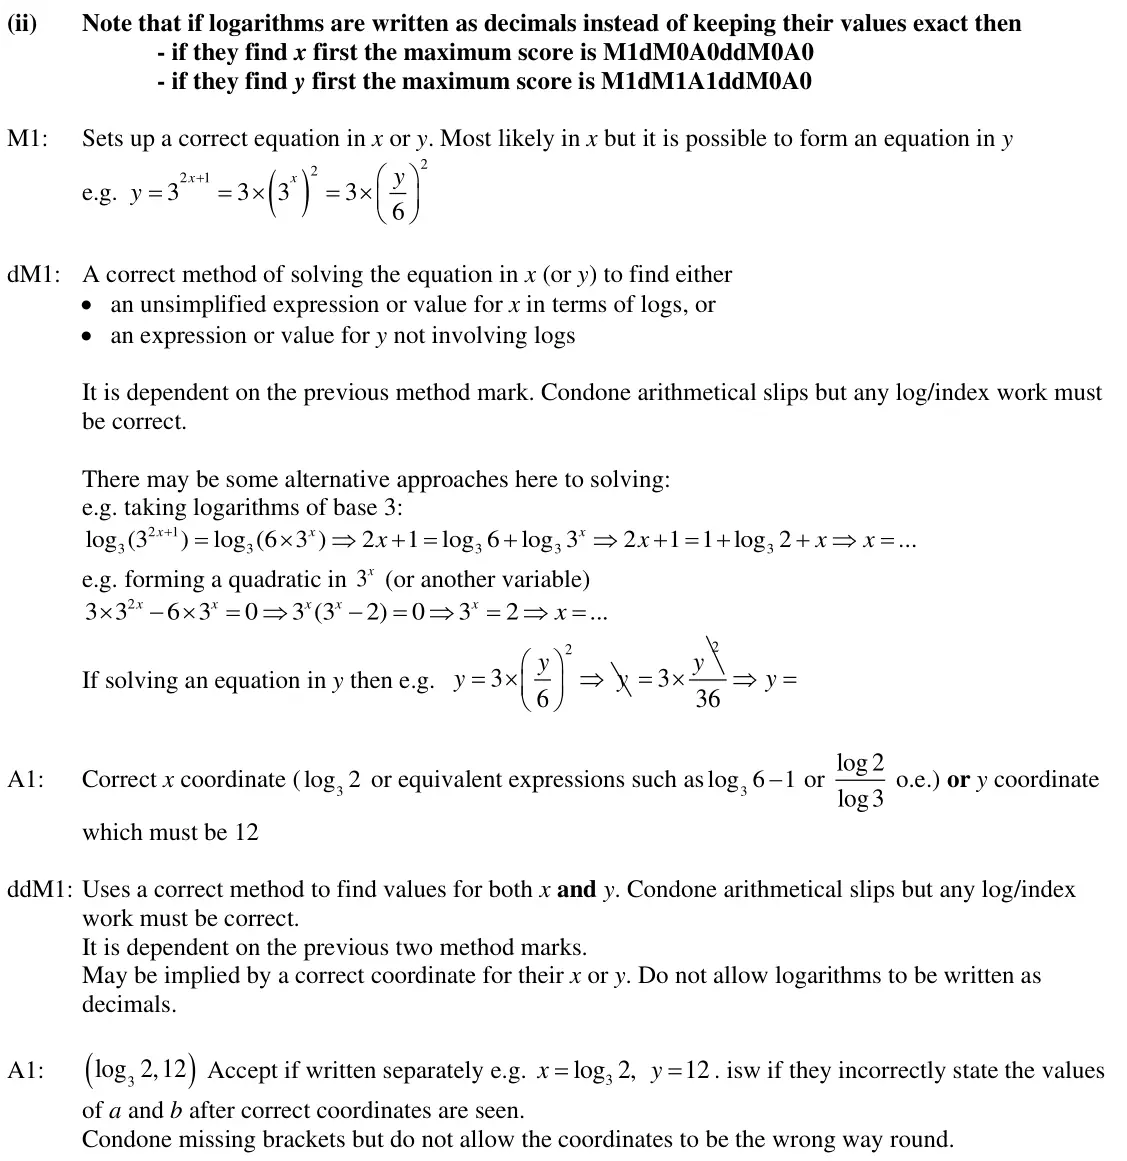 (ii) Note that if logarithms are written as decimals instead of keeping their values exact then
- if they find x first the maximum score is M1dM0A0ddM0A0
- if they find y first the maximum score is M1dM1A1ddM0A0
M1: Sets up a correct equation in x or y. Most likely in x but it is possible to form an equation in y
e.g. y = 3^(2x+1) = 3×(3^x)^2 = 3×(y/6)^2
dM1: A correct method of solving the equation in x (or y) to find either
• an unsimplified expression or value for x in terms of logs, or
• an expression or value for y not involving logs
It is dependent on the previous method mark. Condone arithmetical slips but any log/index work must
be correct.
There may be some alternative approaches here to solving:
e.g. taking logarithms of base 3:
log₃(3^(2x+1)) = log₃(6×3^x) ⇒ 2x+1 = log₃ 6 + log₃ 3^x ⇒ 2x+1 = 1+log₃ 2 + x ⇒ x = ...
e.g. forming a quadratic in 3^x (or another variable)
3×3^(2x) − 6×3^x = 0 ⇒ 3^x(3^x − 2) = 0 ⇒ 3^x = 2 ⇒ x = ...
If solving an equation in y then e.g. y = 3×(y/6)^2 ⇒ y = 3× y^2/36 ⇒ y =
A1: Correct x coordinate (log₃ 2 or equivalent expressions such as log₃ 6 − 1 or log 2/log 3 o.e.) or y coordinate
which must be 12
ddM1: Uses a correct method to find values for both x and y. Condone arithmetical slips but any log/index
work must be correct.
It is dependent on the previous two method marks.
May be implied by a correct coordinate for their x or y. Do not allow logarithms to be written as
decimals.
A1: (log₃ 2, 12) Accept if written separately e.g. x = log₃ 2, y = 12. isw if they incorrectly state the values
of a and b after correct coordinates are seen.
Condone missing brackets but do not allow the coordinates to be the wrong way round.